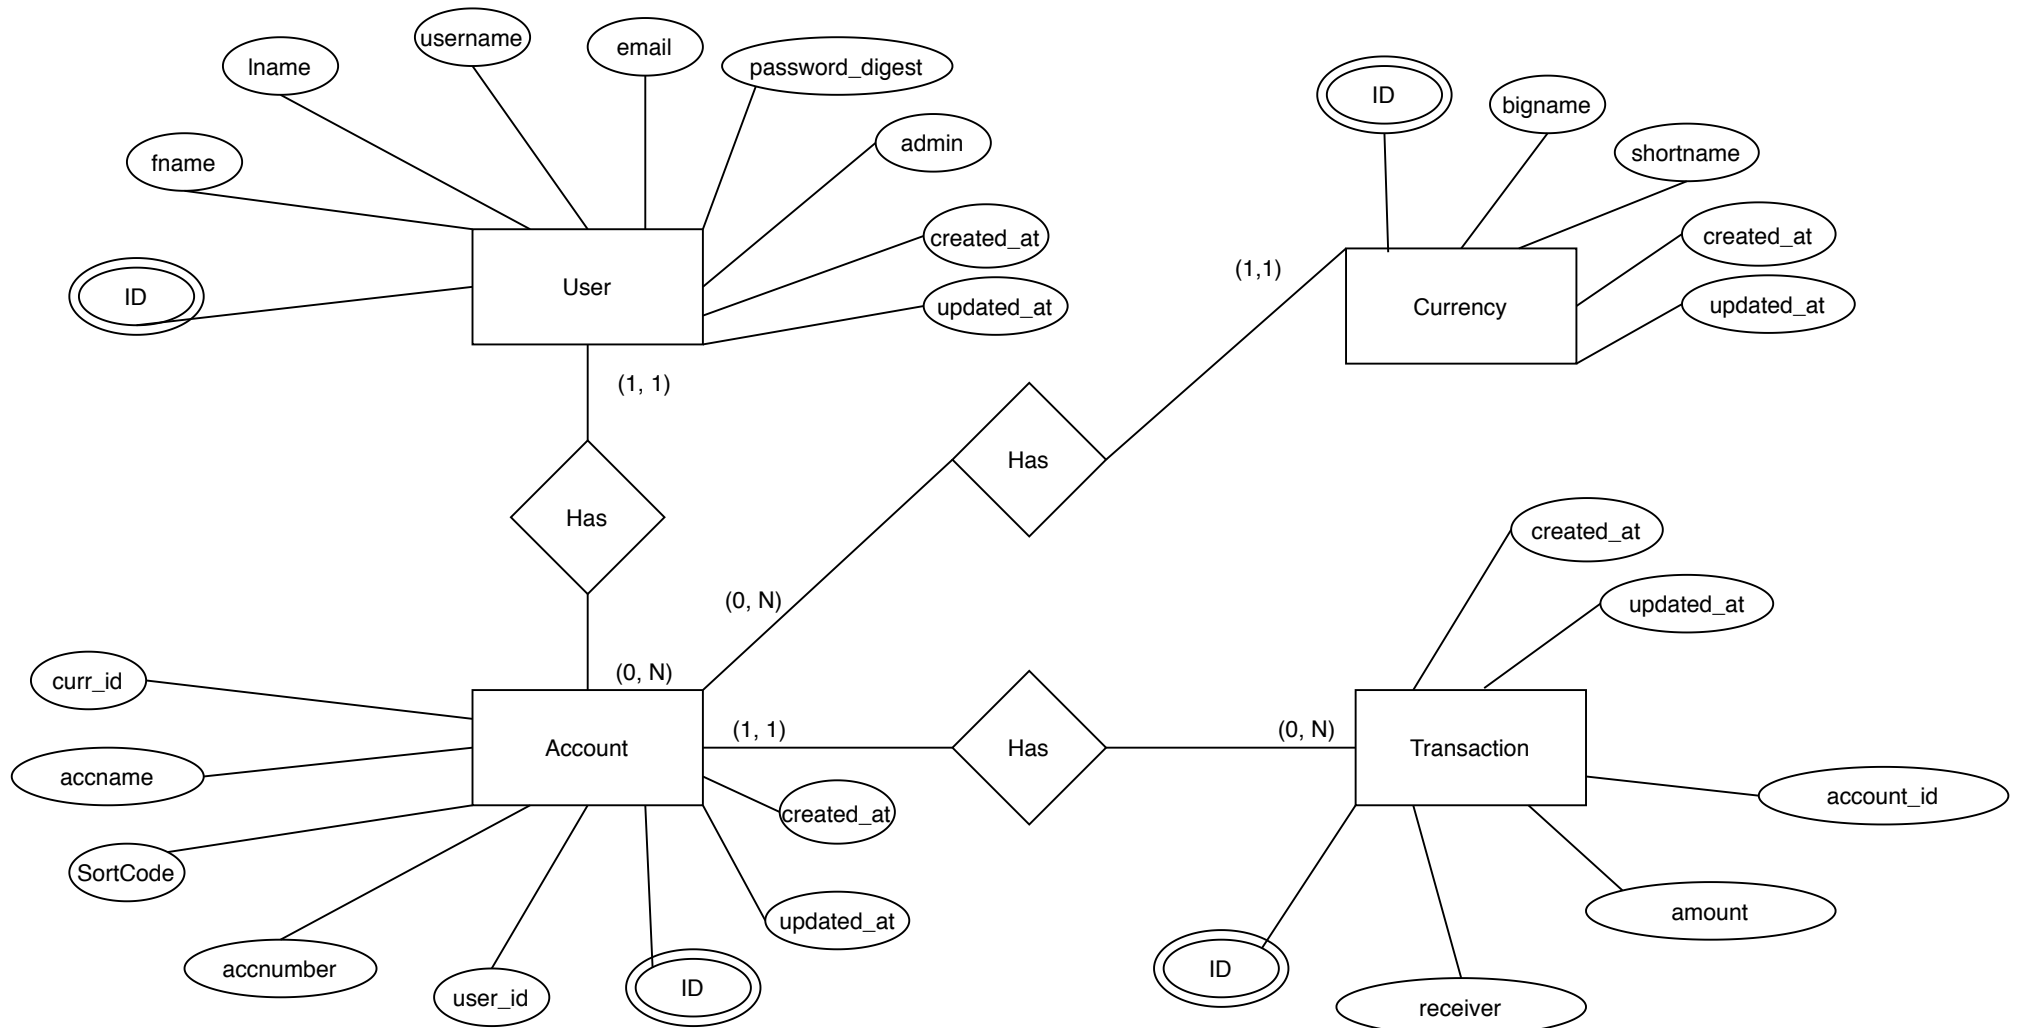 username
email
lname
password_digest
ID
bigname
admin
fname
shortname
created_at
created_at
(1,1)
User
ID
updated_at
Currency
updated_at
(1, 1)
Has
Has
created_at
(0, N)
updated_at
(0, N)
curr_id
(1, 1)
(0, N)
Account
Has
Transaction
accname
account_id
created_at
SortCode
amount
updated_at
accnumber
ID
user_id
ID
receiver